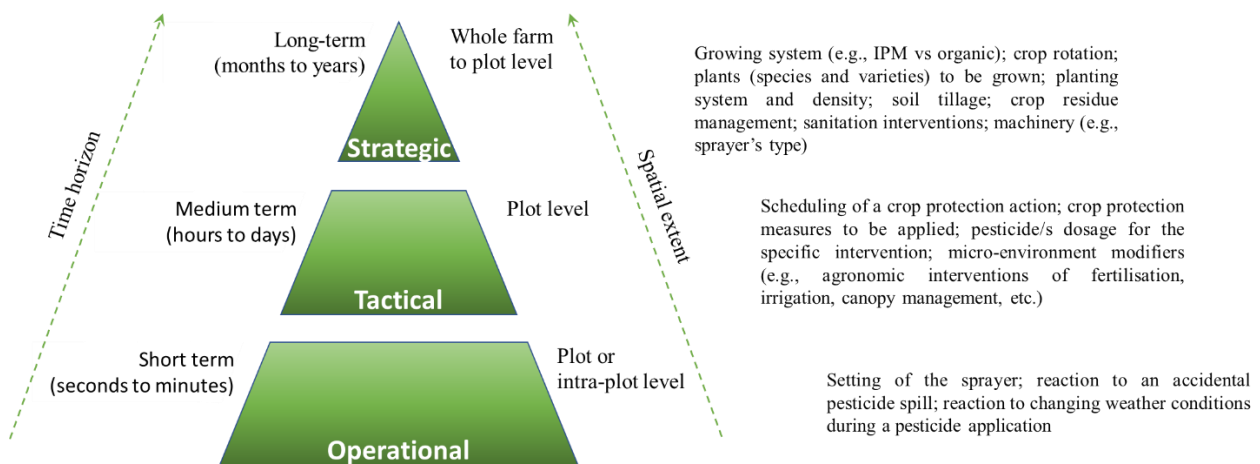 Time horizon
Long-term
(months to years)
Strategic
Whole farm
to plot level
Spatial extent
Growing system (e.g., IPM vs organic); crop rotation;
plants (species and varieties) to be grown; planting
system and density; soil tillage; crop residue
management; sanitation interventions; machinery (e.g.,
sprayer's type)
Medium term
(hours to days)
Tactical
Plot level
Scheduling of a crop protection action; crop protection
measures to be applied; pesticide/s dosage for the
specific intervention; micro-environment modifiers
(e.g., agronomic interventions of fertilisation,
irrigation, canopy management, etc.)
Short term
(seconds to minutes)
Operational
Plot or
intra-plot level
Setting of the sprayer; reaction to an accidental
pesticide spill; reaction to changing weather conditions
during a pesticide application